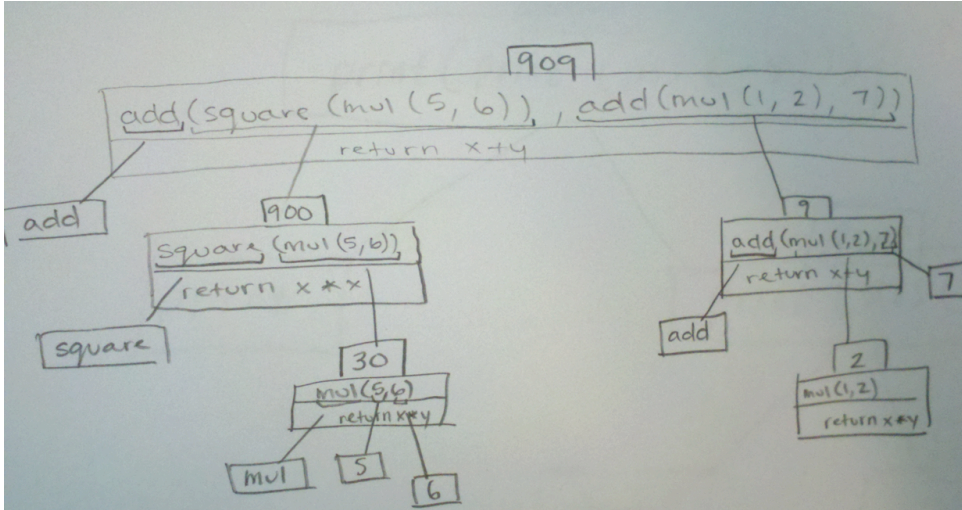 909
add(square (mul (5, 6)), add(mul (1, 2), 7))
return x+y
add
900
9
square (mul(5,6))
add(mul(1,2),7)
return x *x
return x+y
7
square
add
30
2
mul(5,6)
mul(1,2)
return x*y
return x*y
mul
5
6